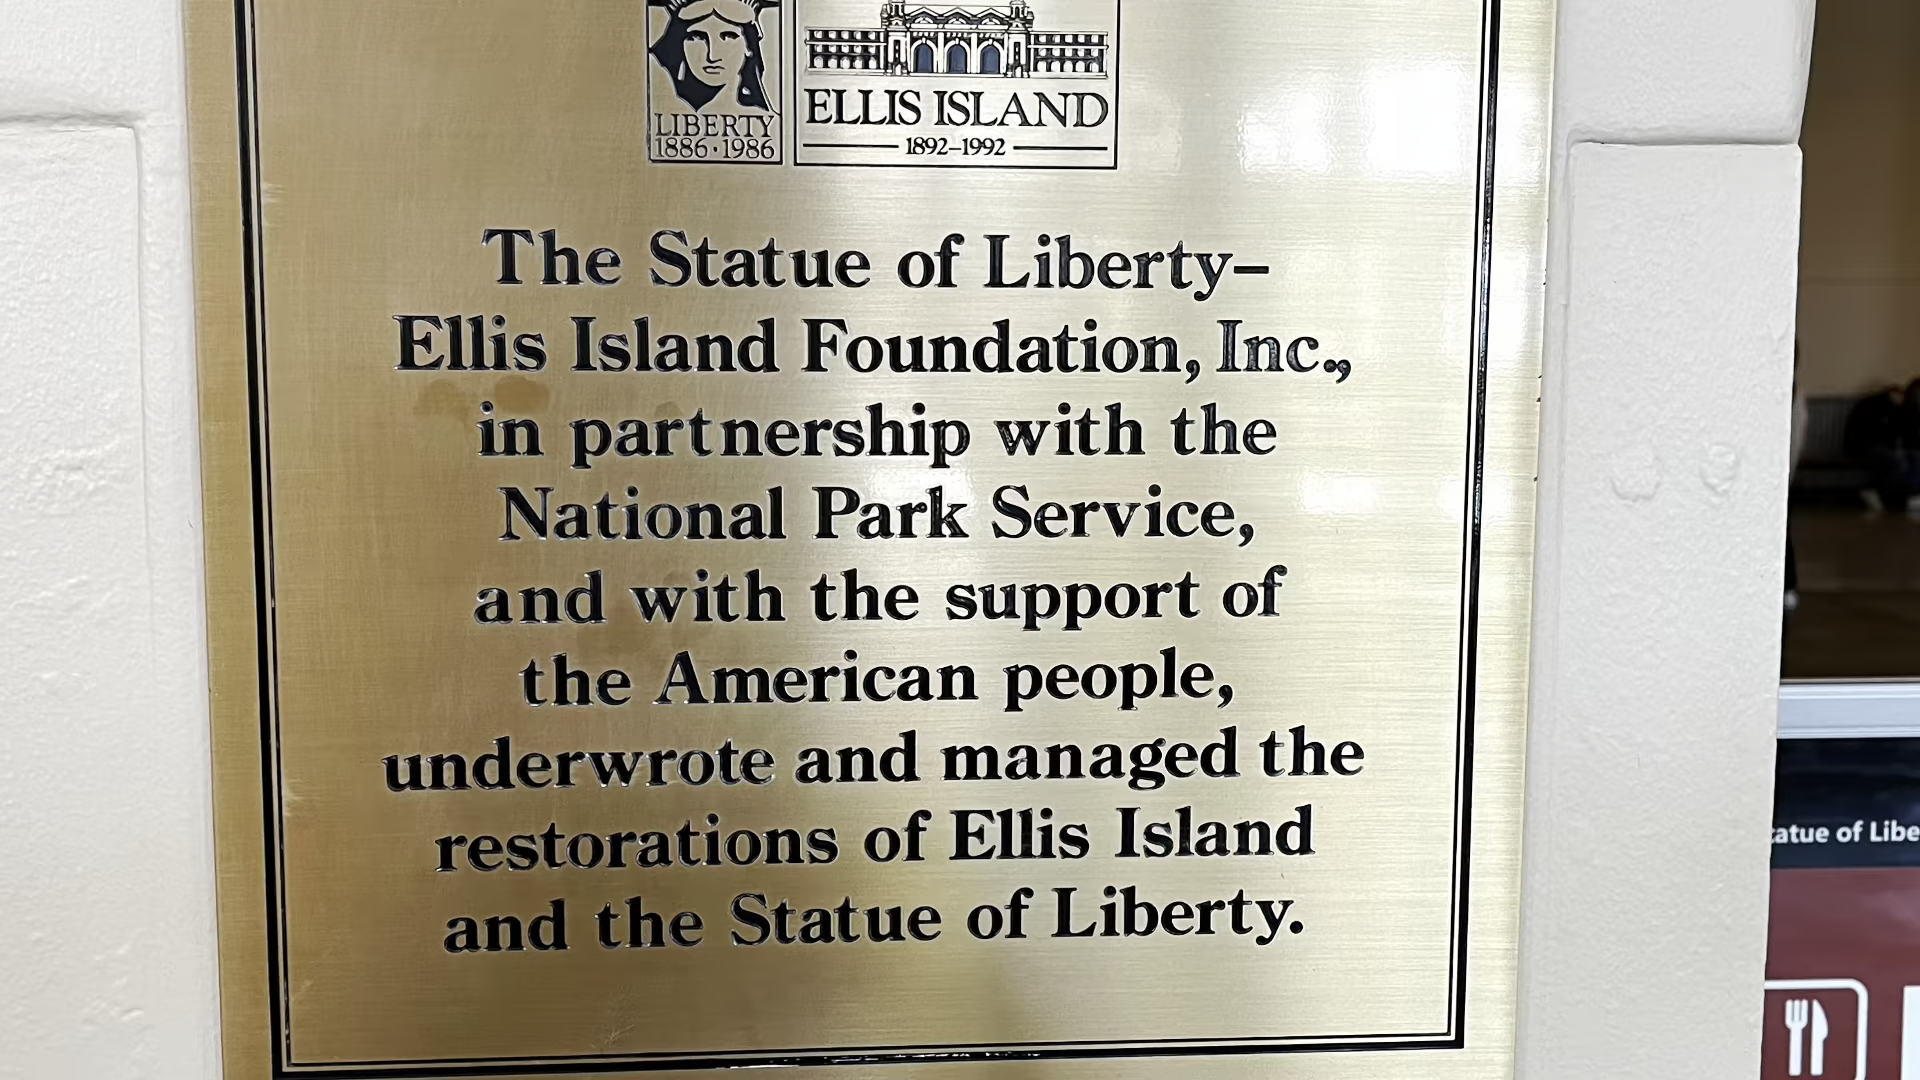 LIBERTY
1886·1986
ELLIS ISLAND
1892–1992
The Statue of Liberty–
Ellis Island Foundation, Inc.,
in partnership with the
National Park Service,
and with the support of
the American people,
underwrote and managed the
restorations of Ellis Island
and the Statue of Liberty.
tatue of Libe